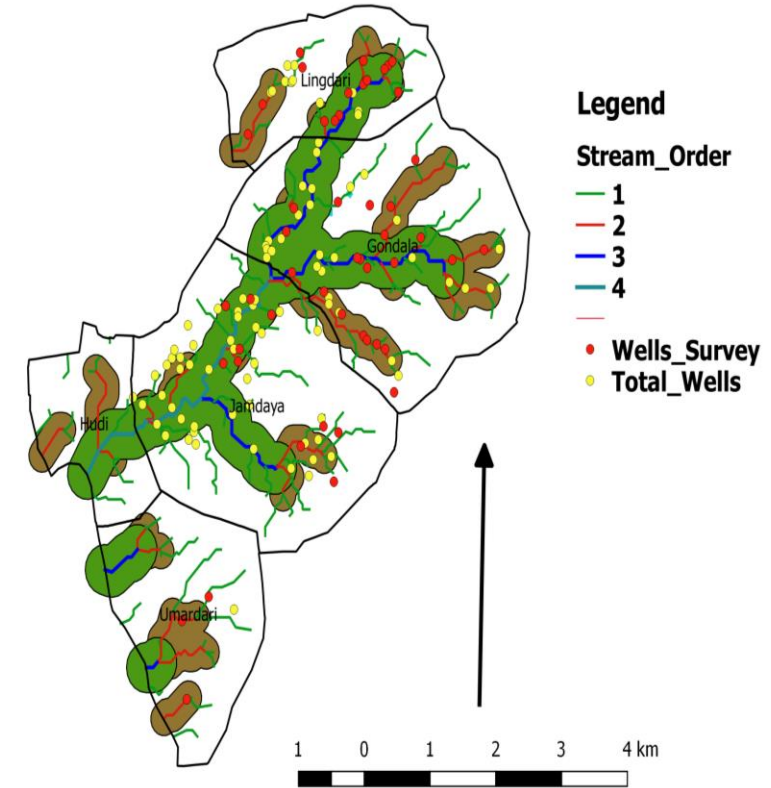 Lingdari
Gondala
Jamdaya
Hudi
Umardari
Legend
Stream_Order
1
2
3
4
Wells_Survey
Total_Wells
1 0 1 2 3 4 km